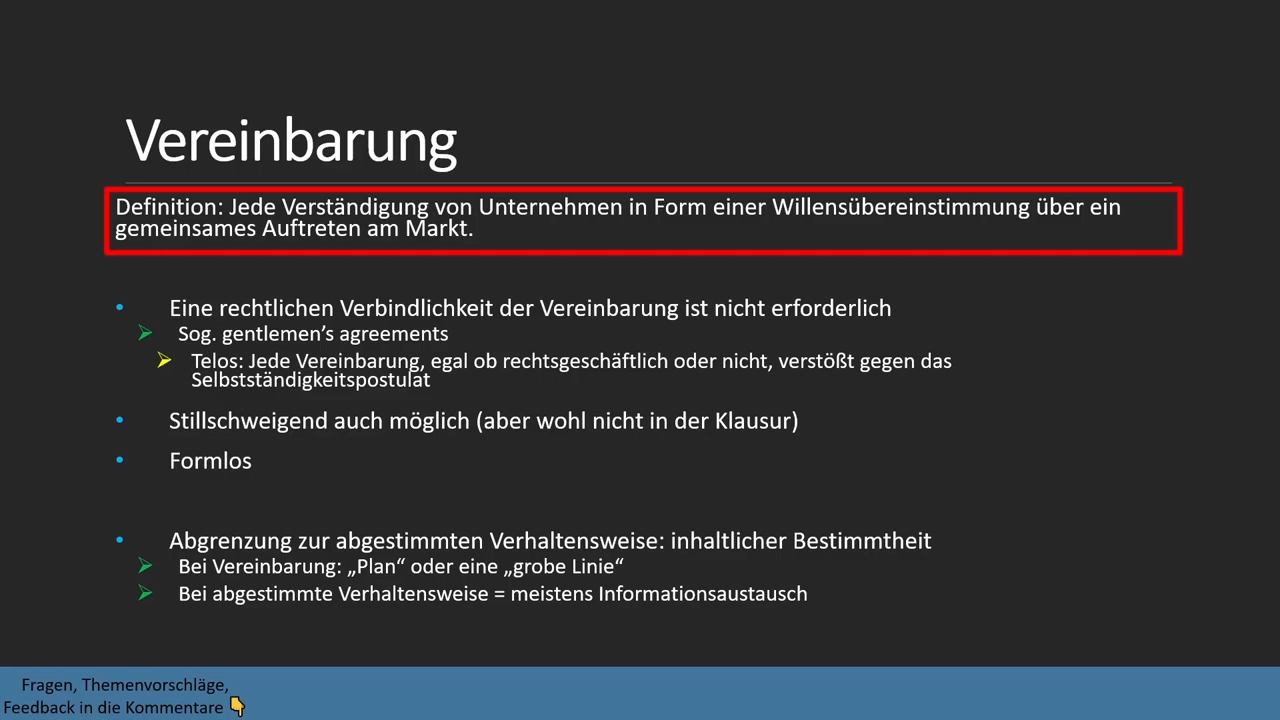 Vereinbarung
Definition: Jede Verständigung von Unternehmen in Form einer Willensübereinstimmung über ein
gemeinsames Auftreten am Markt.
• Eine rechtlichen Verbindlichkeit der Vereinbarung ist nicht erforderlich
➢ Sog. gentlemen’s agreements
➢ Telos: Jede Vereinbarung, egal ob rechtsgeschäftlich oder nicht, verstößt gegen das
Selbstständigkeitspostulat
• Stillschweigend auch möglich (aber wohl nicht in der Klausur)
• Formlos
• Abgrenzung zur abgestimmten Verhaltensweise: inhaltlicher Bestimmtheit
➢ Bei Vereinbarung: „Plan“ oder eine „grobe Linie“
➢ Bei abgestimmte Verhaltensweise = meistens Informationsaustausch
Fragen, Themenvorschläge,
Feedback in die Kommentare 👇